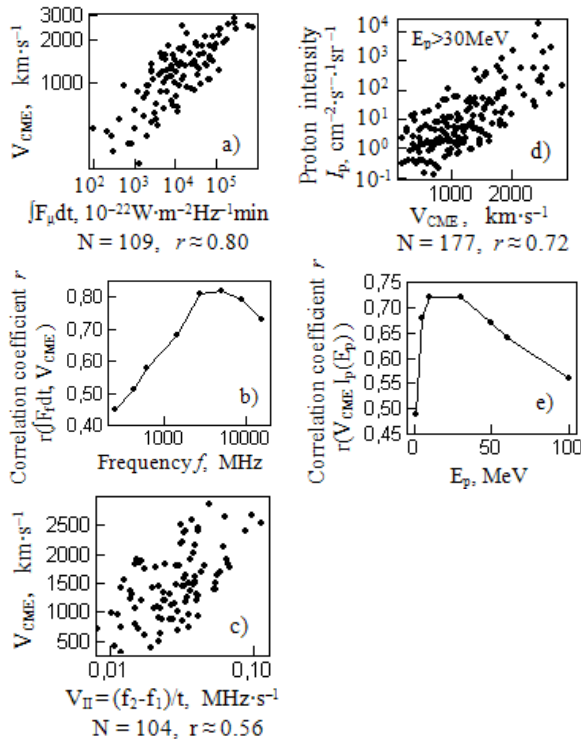 3000
1000
V_CME, km·s⁻¹
a)
10² 10³ 10⁴ 10⁵
∫F_μdt, 10⁻²²W·m⁻²Hz⁻¹min
N = 109, r ≈ 0.80
Correlation coefficient r
r(∫F_fdt, V_CME)
0,80
0,70
0,60
0,50
0,40
b)
1000 10000
Frequency f, MHz
V_CME, km·s⁻¹
2500
2000
1500
1000
500
c)
0,01 0,10
V_II = (f₂-f₁)/t, MHz·s⁻¹
N = 104, r ≈ 0.56
Proton intensity
I_p, cm⁻²·s⁻·¹sr⁻¹
10⁴
10³
10²
10¹
10⁰
10⁻¹
E_p>30MeV
d)
1000 2000
V_CME, km·s⁻¹
N = 177, r ≈ 0.72
Correlation coefficient r
r(V_CME I_p(E_p))
0,75
0,70
0,65
0,60
0,55
0,50
0,45
e)
0 50 100
E_p, MeV